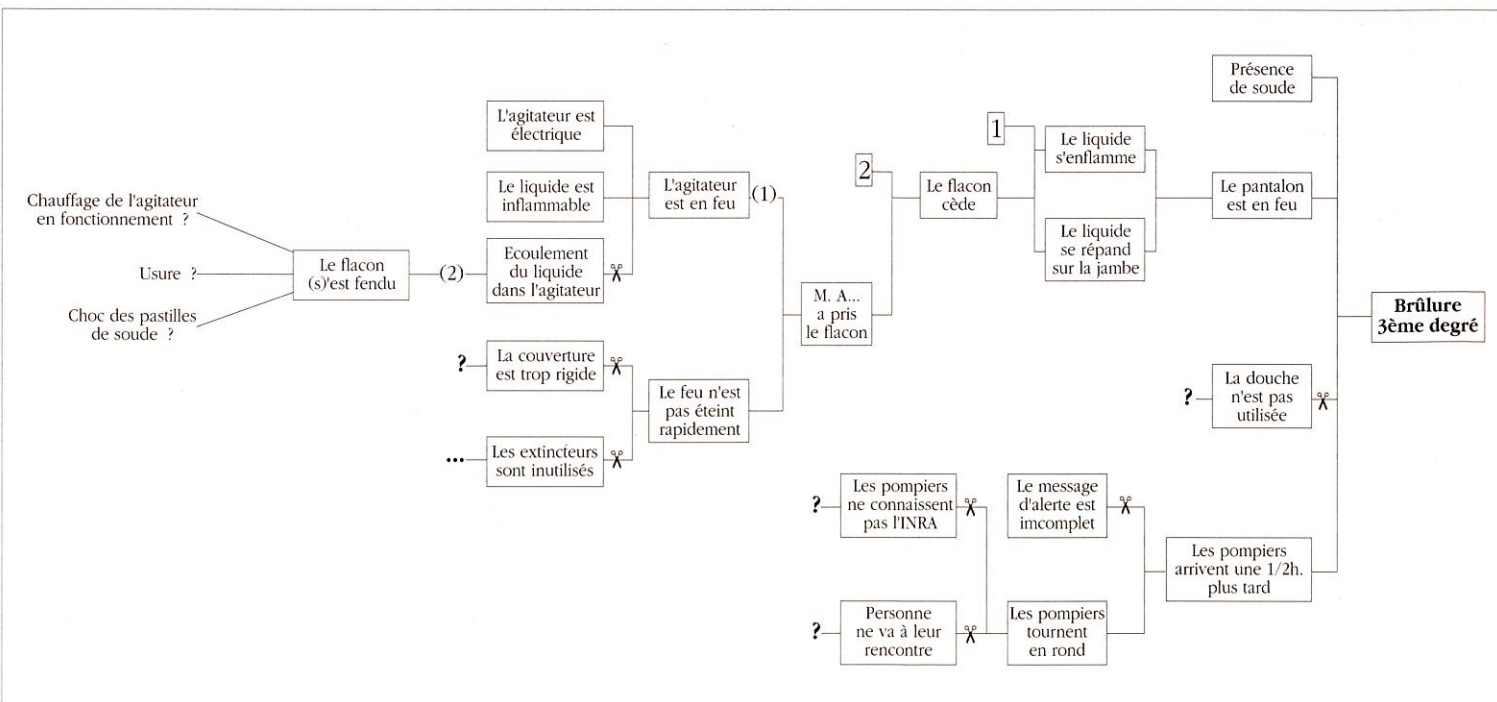 Chauffage de l'agitateur
en fonctionnement ?
Usure ?
Choc des pastilles
de soude ?
Le flacon
(s)'est fendu
(2)
L'agitateur est
électrique
Le liquide est
inflammable
Ecoulement
du liquide
dans l'agitateur
?
La couverture
est trop rigide
...
Les extincteurs
sont inutilisés
L'agitateur
est en feu
(1)
Le feu n'est
pas éteint
rapidement
M. A...
a pris
le flacon
2
Le flacon
cède
1
Le liquide
s'enflamme
Le liquide
se répand
sur la jambe
Présence
de soude
Le pantalon
est en feu
?
La douche
n'est pas
utilisée
?
Les pompiers
ne connaissent
pas l'INRA
?
Personne
ne va à leur
rencontre
Le message
d'alerte est
imcomplet
Les pompiers
tournent
en rond
Les pompiers
arrivent une 1/2h.
plus tard
Brûlure
3ème degré